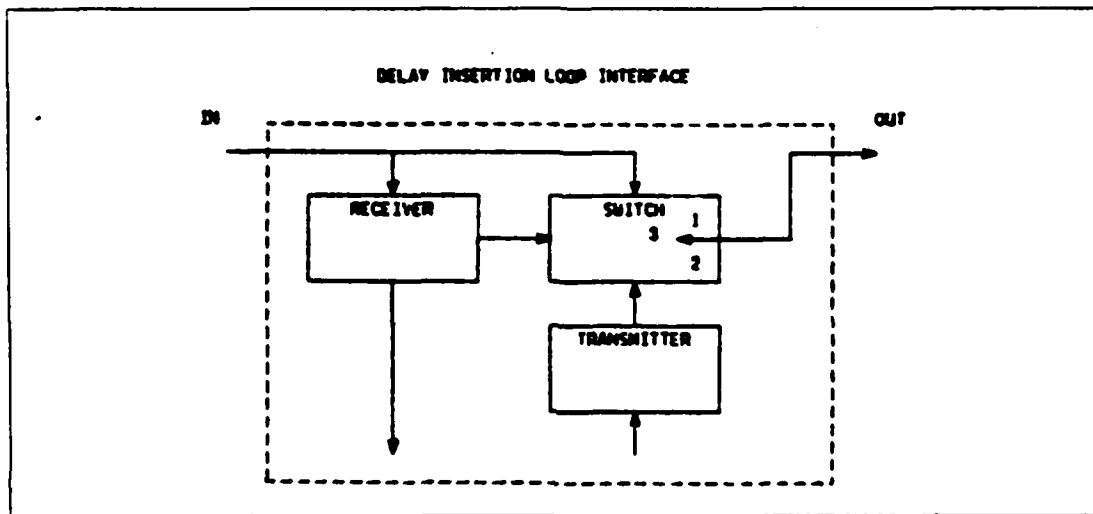 DELAY INSERTION LOOP INTERFACE
IN
OUT
RECEIVER
SWITCH
1
3
2
TRANSMITTER